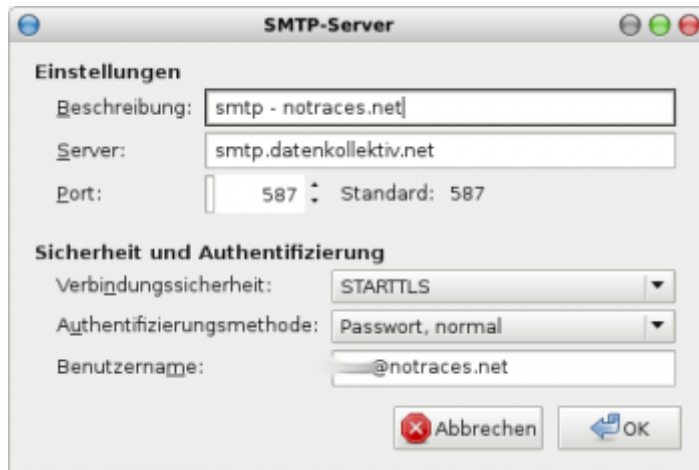 SMTP-Server
Einstellungen
Beschreibung: smtp - notraces.net
Server: smtp.datenkollektiv.net
Port: 587 Standard: 587
Sicherheit und Authentifizierung
Verbindungssicherheit: STARTTLS
Authentifizierungsmethode: Passwort, normal
Benutzername: @notraces.net
Abbrechen OK